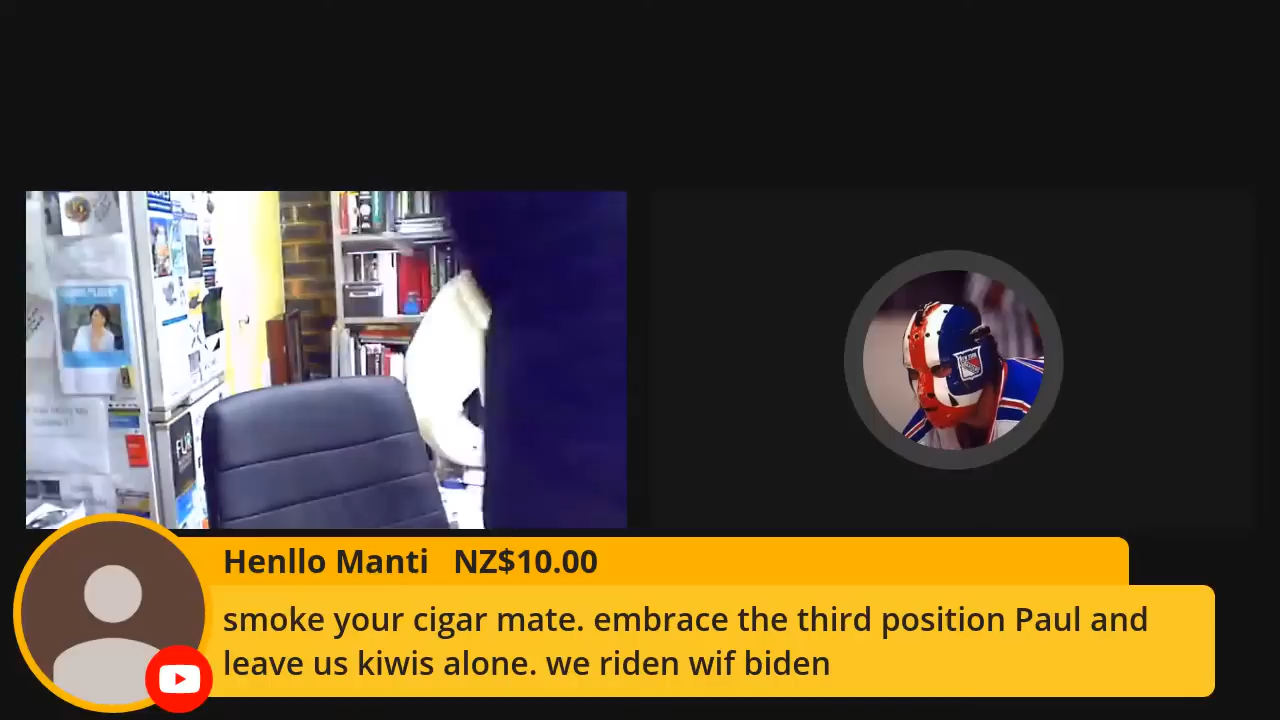 FUR
Henllo Manti NZ$10.00
smoke your cigar mate. embrace the third position Paul and
leave us kiwis alone. we riden wif biden